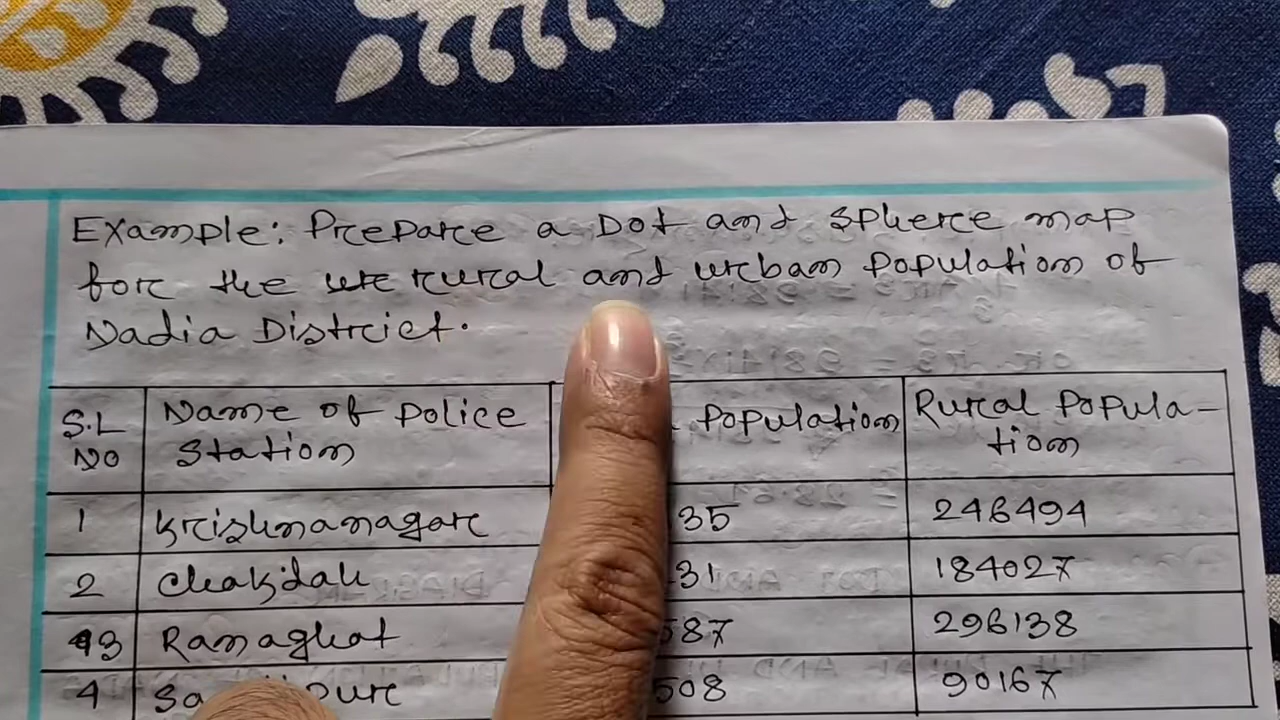 Example: Prepare a Dot and Sphere map
for the rural and urban population of
Nadia District.
S.L No | Name of Police Station | Population | Rural Popula-tion
1 | Krishnanagar | 35 | 246494
2 | Chakdah | 31 | 184027
3 | Ranaghat | 587 | 296138
4 | 508 | 90167